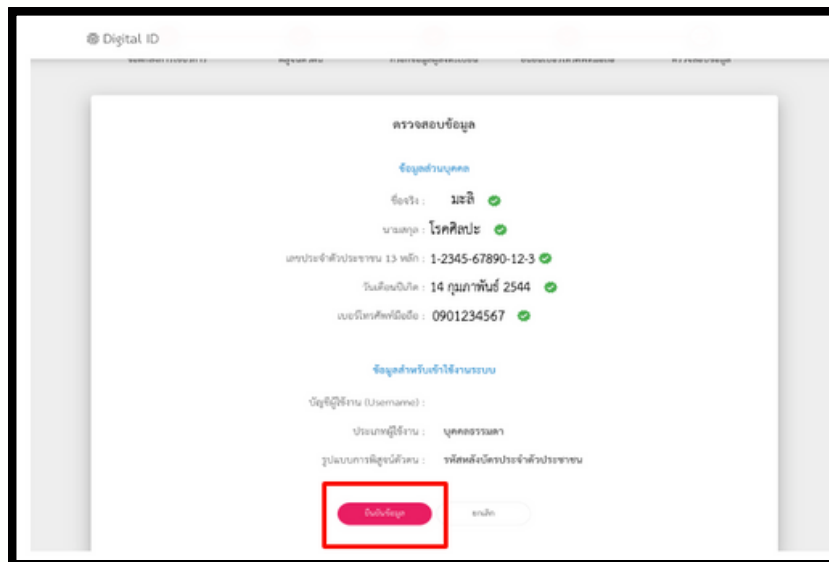 Digital ID
ตรวจสอบข้อมูล
ข้อมูลส่วนบุคคล
ชื่อจริง : มะลิ
นามสกุล : โรคศิลปะ
เลขประจำตัวประชาชน 13 หลัก : 1-2345-67890-12-3
วันเดือนปีเกิด : 14 กุมภาพันธ์ 2544
เบอร์โทรศัพท์มือถือ : 0901234567
ข้อมูลสำหรับเข้าใช้งานระบบ
บัญชีผู้ใช้งาน (Username) :
ประเภทผู้ใช้งาน : บุคคลธรรมดา
รูปแบบการพิสูจน์ตัวตน : รหัสหลังบัตรประจำตัวประชาชน
ยืนยันข้อมูล ยกเลิก